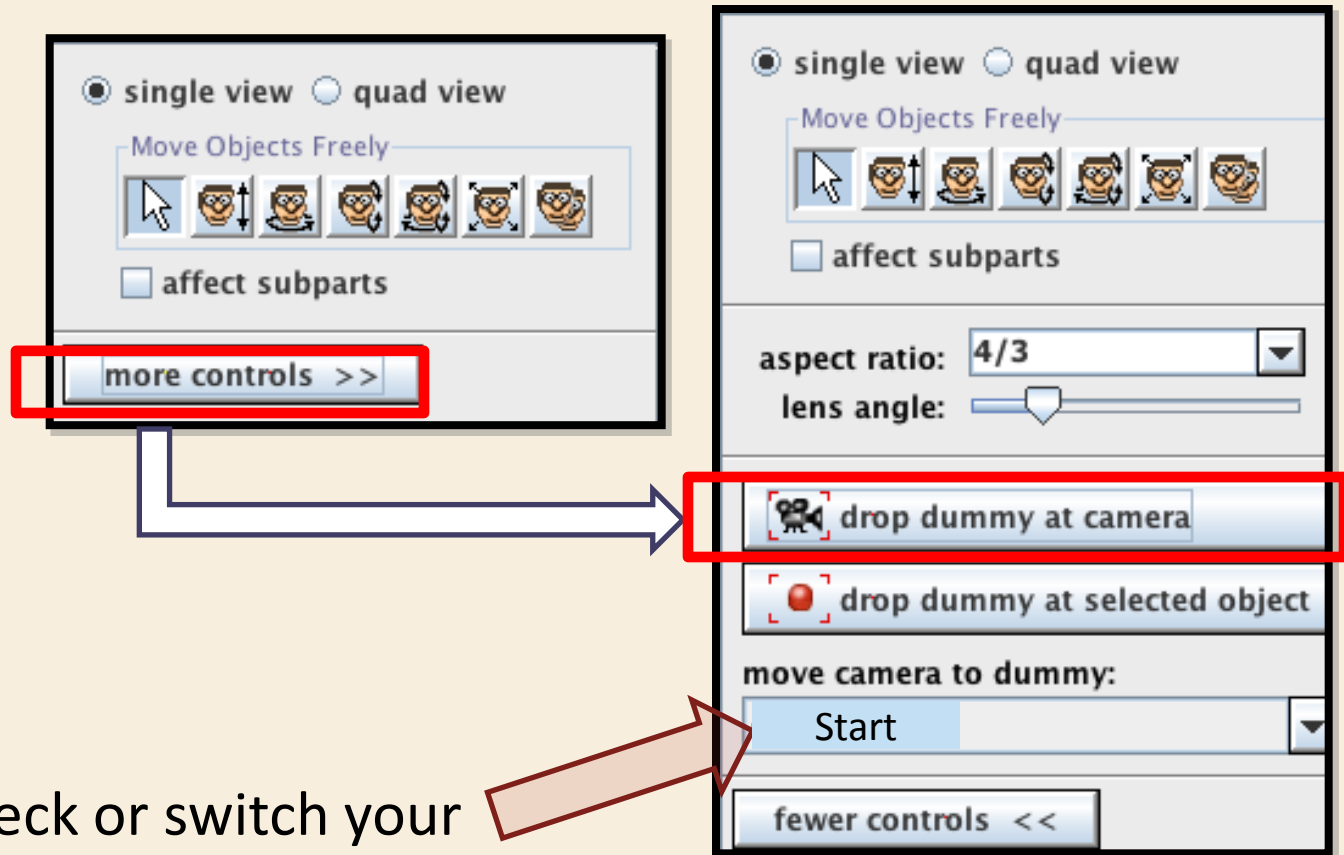 single view quad view
Move Objects Freely
affect subparts
more controls >>
single view quad view
Move Objects Freely
affect subparts
aspect ratio: 4/3
lens angle:
drop dummy at camera
drop dummy at selected object
move camera to dummy:
Start
fewer controls <<
eck or switch your